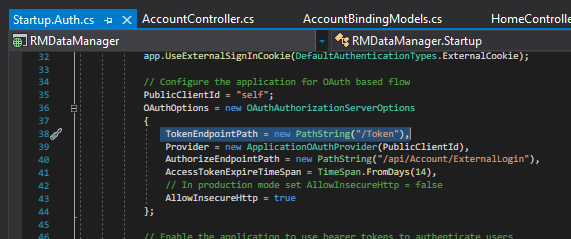 Startup.Auth.cs AccountController.cs AccountBindingModels.cs HomeControlle
RMDataManager RMDataManager.Startup
32 app.UseExternalSignInCookie(DefaultAuthenticationTypes.ExternalCookie);
33
34 // Configure the application for OAuth based flow
35 PublicClientId = "self";
36 OAuthOptions = new OAuthAuthorizationServerOptions
37 {
38 TokenEndpointPath = new PathString("/Token"),
39 Provider = new ApplicationOAuthProvider(PublicClientId),
40 AuthorizeEndpointPath = new PathString("/api/Account/ExternalLogin"),
41 AccessTokenExpireTimeSpan = TimeSpan.FromDays(14),
42 // In production mode set AllowInsecureHttp = false
43 AllowInsecureHttp = true
44 };
45
46 // Enable the application to use bearer tokens to authenticate users